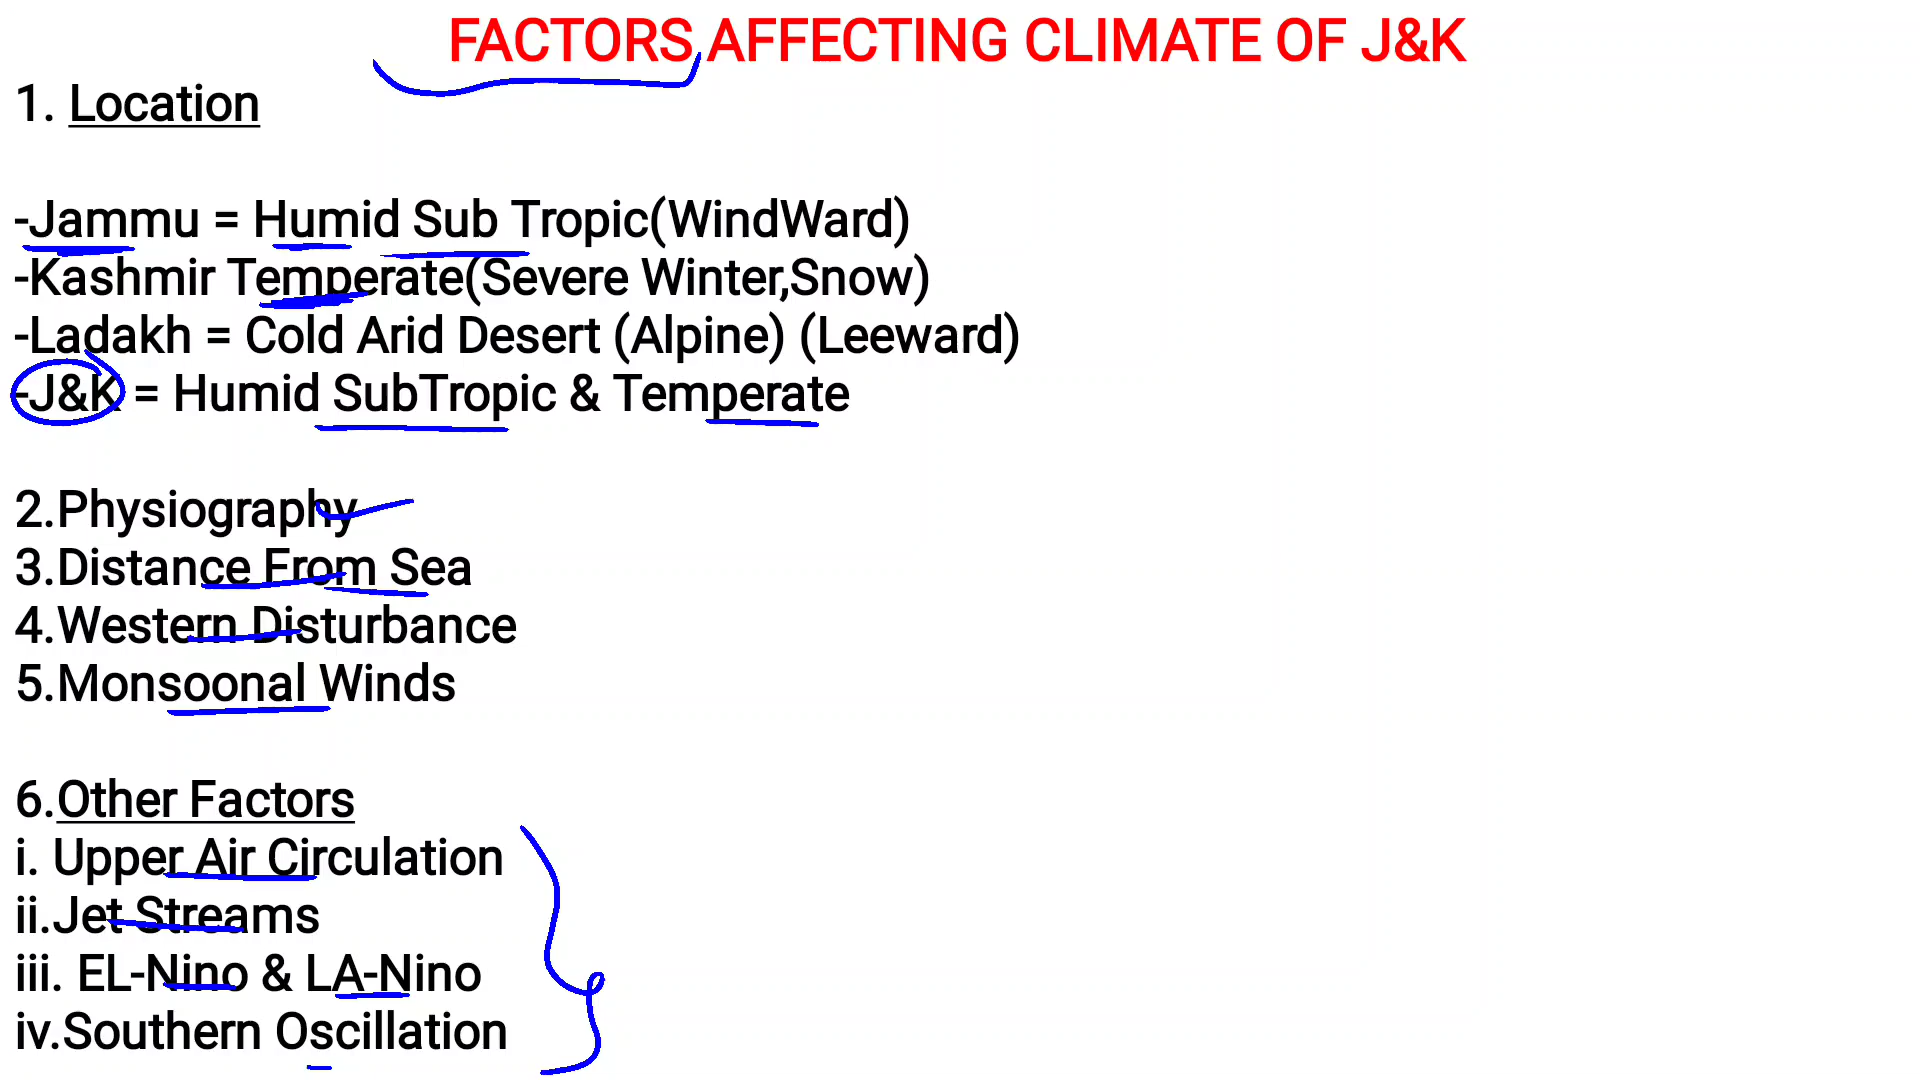 FACTORS AFFECTING CLIMATE OF J&K
1. Location
-Jammu = Humid Sub Tropic(WindWard)
-Kashmir Temperate(Severe Winter,Snow)
-Ladakh = Cold Arid Desert (Alpine) (Leeward)
-J&K = Humid SubTropic & Temperate
2.Physiography
3.Distance From Sea
4.Western Disturbance
5.Monsoonal Winds
6.Other Factors
i. Upper Air Circulation
ii.Jet Streams
iii. EL-Nino & LA-Nino
iv.Southern Oscillation